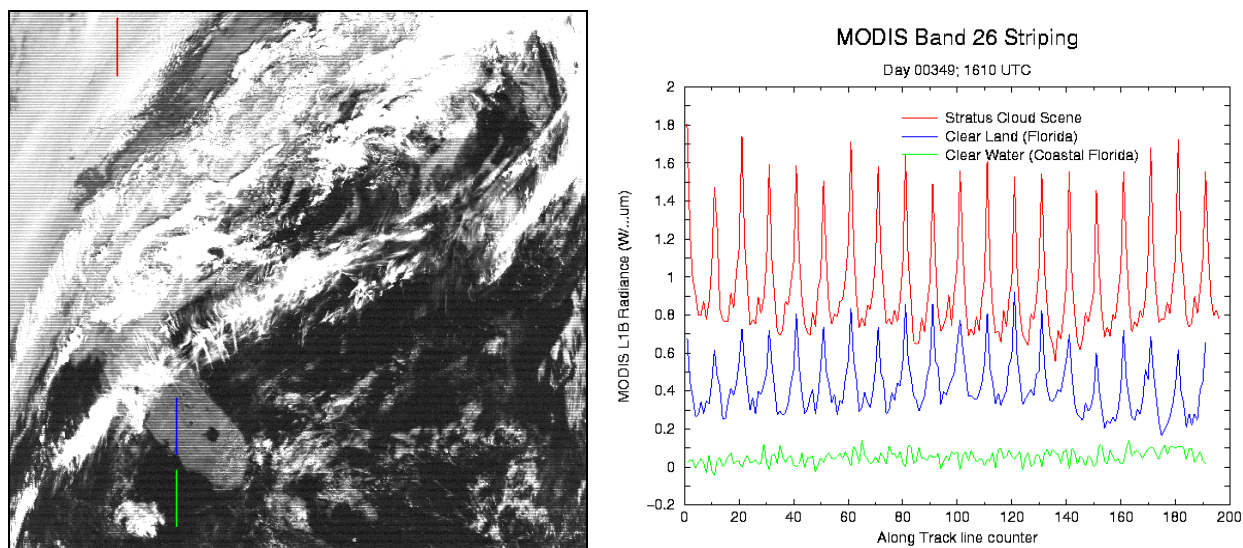 MODIS Band 26 Striping
Day 00349; 1610 UTC
Stratus Cloud Scene
Clear Land (Florida)
Clear Water (Coastal Florida)
MODIS L1B Radiance (W/...um)
2
1.8
1.6
1.4
1.2
1
0.8
0.6
0.4
0.2
0
−0.2
0 20 40 60 80 100 120 140 160 180 200
Along Track line counter